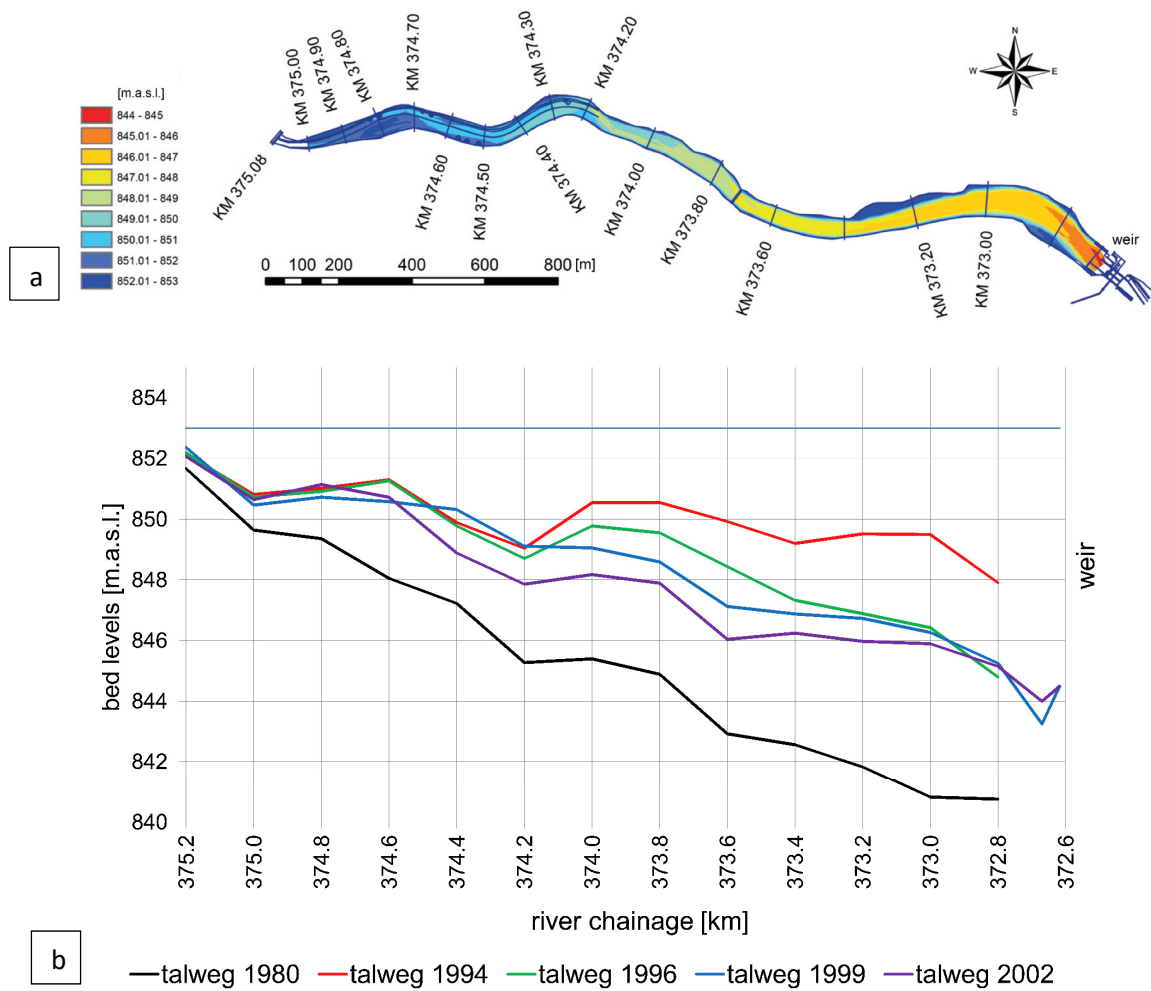 [m.a.s.l.]
844 - 845
845.01 - 846
846.01 - 847
847.01 - 848
848.01 - 849
849.01 - 850
850.01 - 851
851.01 - 852
852.01 - 853
a
KM 375.08
KM 375.00
KM 374.90
KM 374.80
KM 374.70
KM 374.60
KM 374.50
KM 374.40
KM 374.30
KM 374.20
KM 374.00
KM 373.80
KM 373.60
KM 373.20
KM 373.00
weir
N
W E
S
0 100 200 400 600 800 [m]
854
852
850
848
846
844
842
840
bed levels [m.a.s.l.]
weir
375.2 375.0 374.8 374.6 374.4 374.2 374.0 373.8 373.6 373.4 373.2 373.0 372.8 372.6
river chainage [km]
b
talweg 1980 talweg 1994 talweg 1996 talweg 1999 talweg 2002